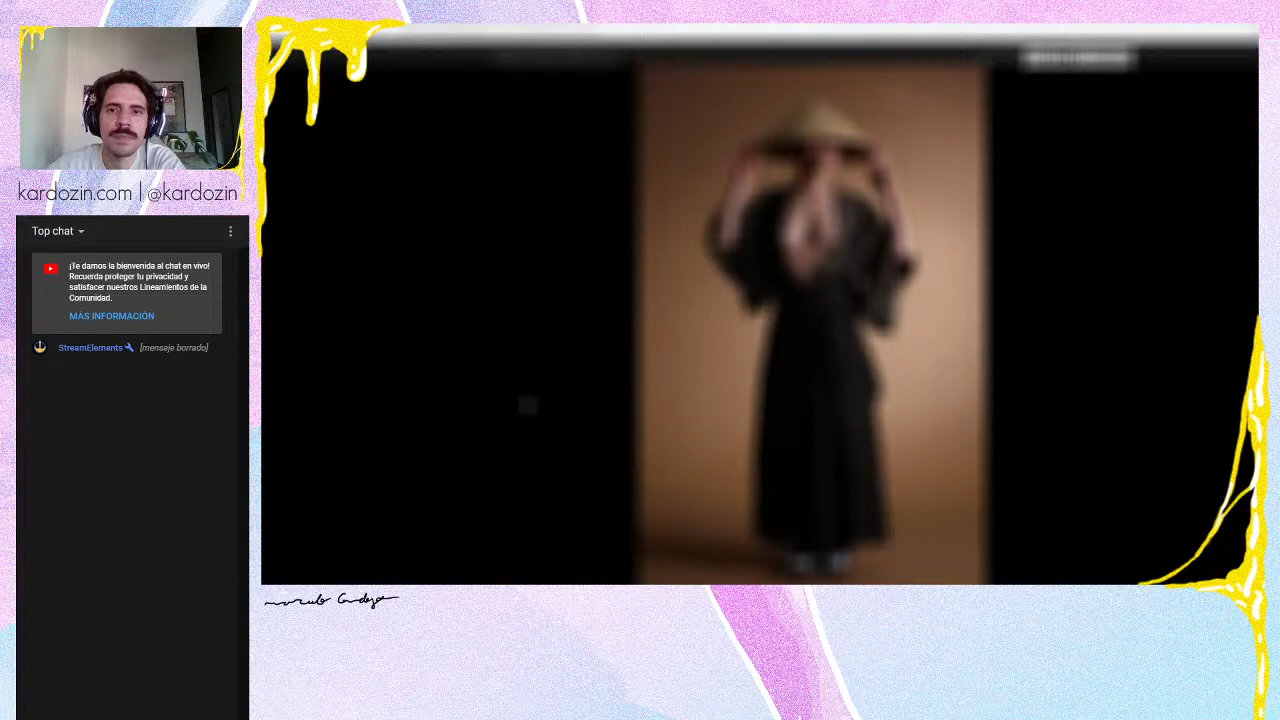 kardozin.com | @kardozin
Top chat
¡Te damos la bienvenida al chat en vivo!
Recuerda proteger tu privacidad y
satisfacer nuestros Lineamientos de la
Comunidad.
MÁS INFORMACIÓN
StreamElements [mensaje borrado]